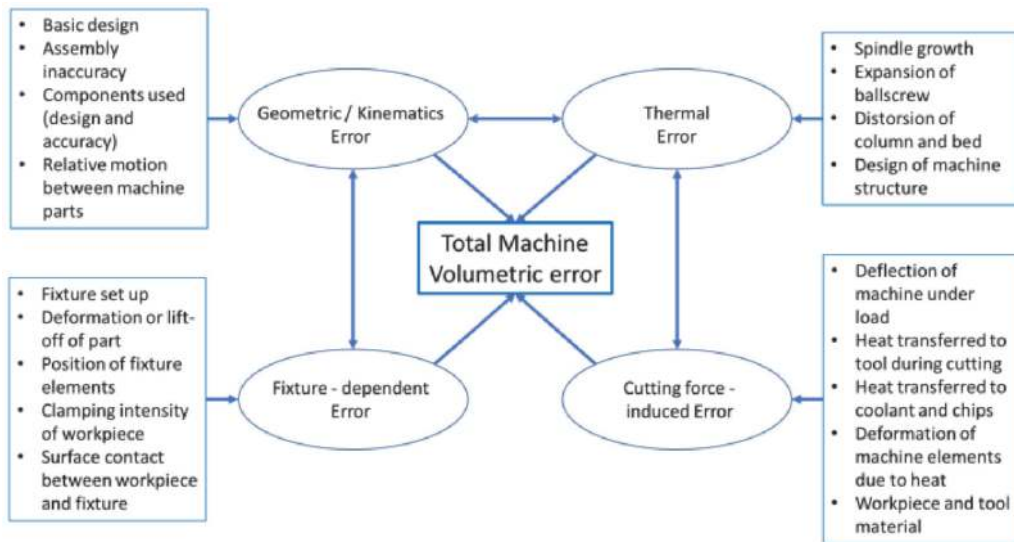 • Basic design
• Assembly
inaccuracy
• Components used
(design and
accuracy)
• Relative motion
between machine
parts
Geometric / Kinematics
Error
Thermal
Error
• Spindle growth
• Expansion of
ballscrew
• Distorsion of
column and bed
• Design of machine
structure
Total Machine
Volumetric error
• Fixture set up
• Deformation or lift-
off of part
• Position of fixture
elements
• Clamping intensity
of workpiece
• Surface contact
between workpiece
and fixture
Fixture - dependent
Error
Cutting force -
induced Error
• Deflection of
machine under
load
• Heat transferred to
tool during cutting
• Heat transferred to
coolant and chips
• Deformation of
machine elements
due to heat
• Workpiece and tool
material